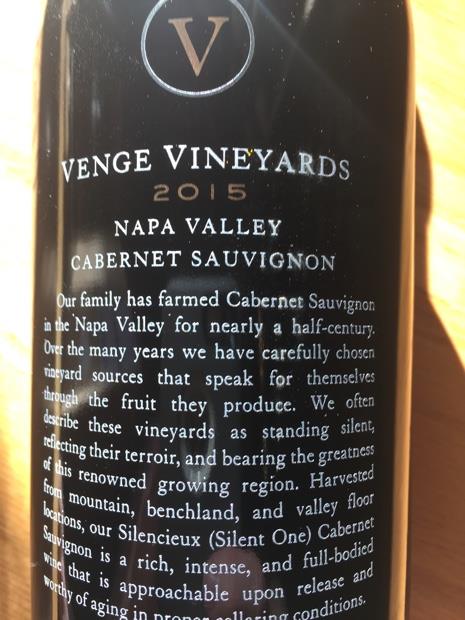 V
VENGE VINEYARDS
2015
NAPA VALLEY
CABERNET SAUVIGNON
Our family has farmed Cabernet Sauvignon
in the Napa Valley for nearly a half-century.
Over the many years we have carefully chosen
vineyard sources that speak for themselves
through the fruit they produce. We often
describe these vineyards as standing silent,
reflecting their terroir, and bearing the greatness
of this renowned growing region. Harvested
from mountain, benchland, and valley floor
locations, our Silencieux (Silent One) Cabernet
Sauvignon is a rich, intense, and full-bodied
wine that is approachable upon release and
worthy of aging in proper cellaring conditions.